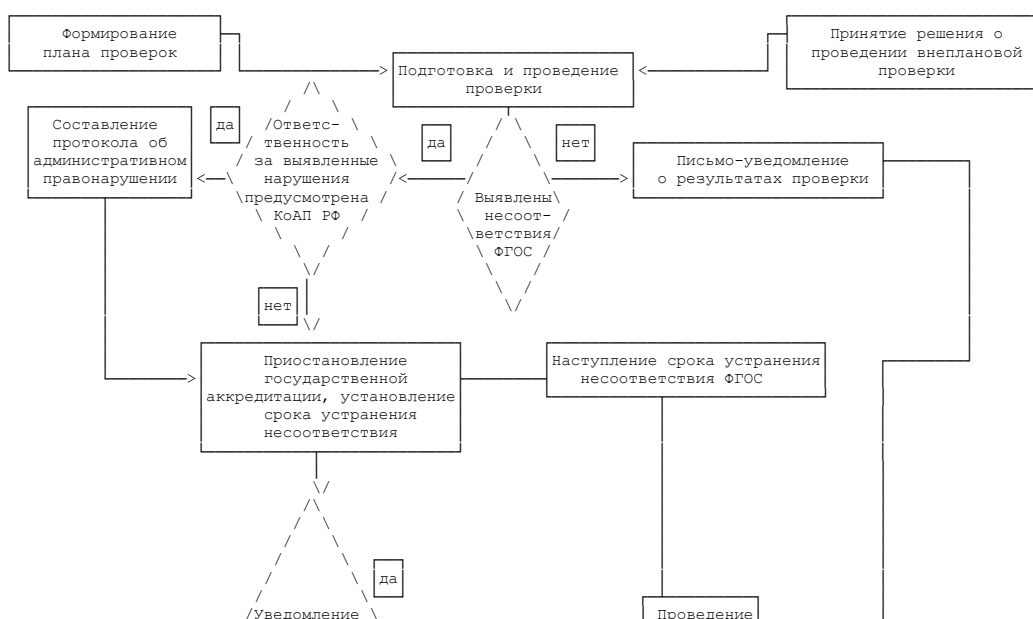 Формирование
плана проверок
Принятие решения о
проведении внеплановой
проверки
Подготовка и проведение
проверки
Составление
протокола об
административном
правонарушении
да
Ответс-
твенность
за выявленные
нарушения
предусмотрена
КоАП РФ
да
нет
Выявлены
несоот-
ветствия
ФГОС
Письмо-уведомление
о результатах проверки
нет
Приостановление
государственной
аккредитации, установление
срока устранения
несоответствия
Наступление срока устранения
несоответствия ФГОС
да
Уведомление
Проведение